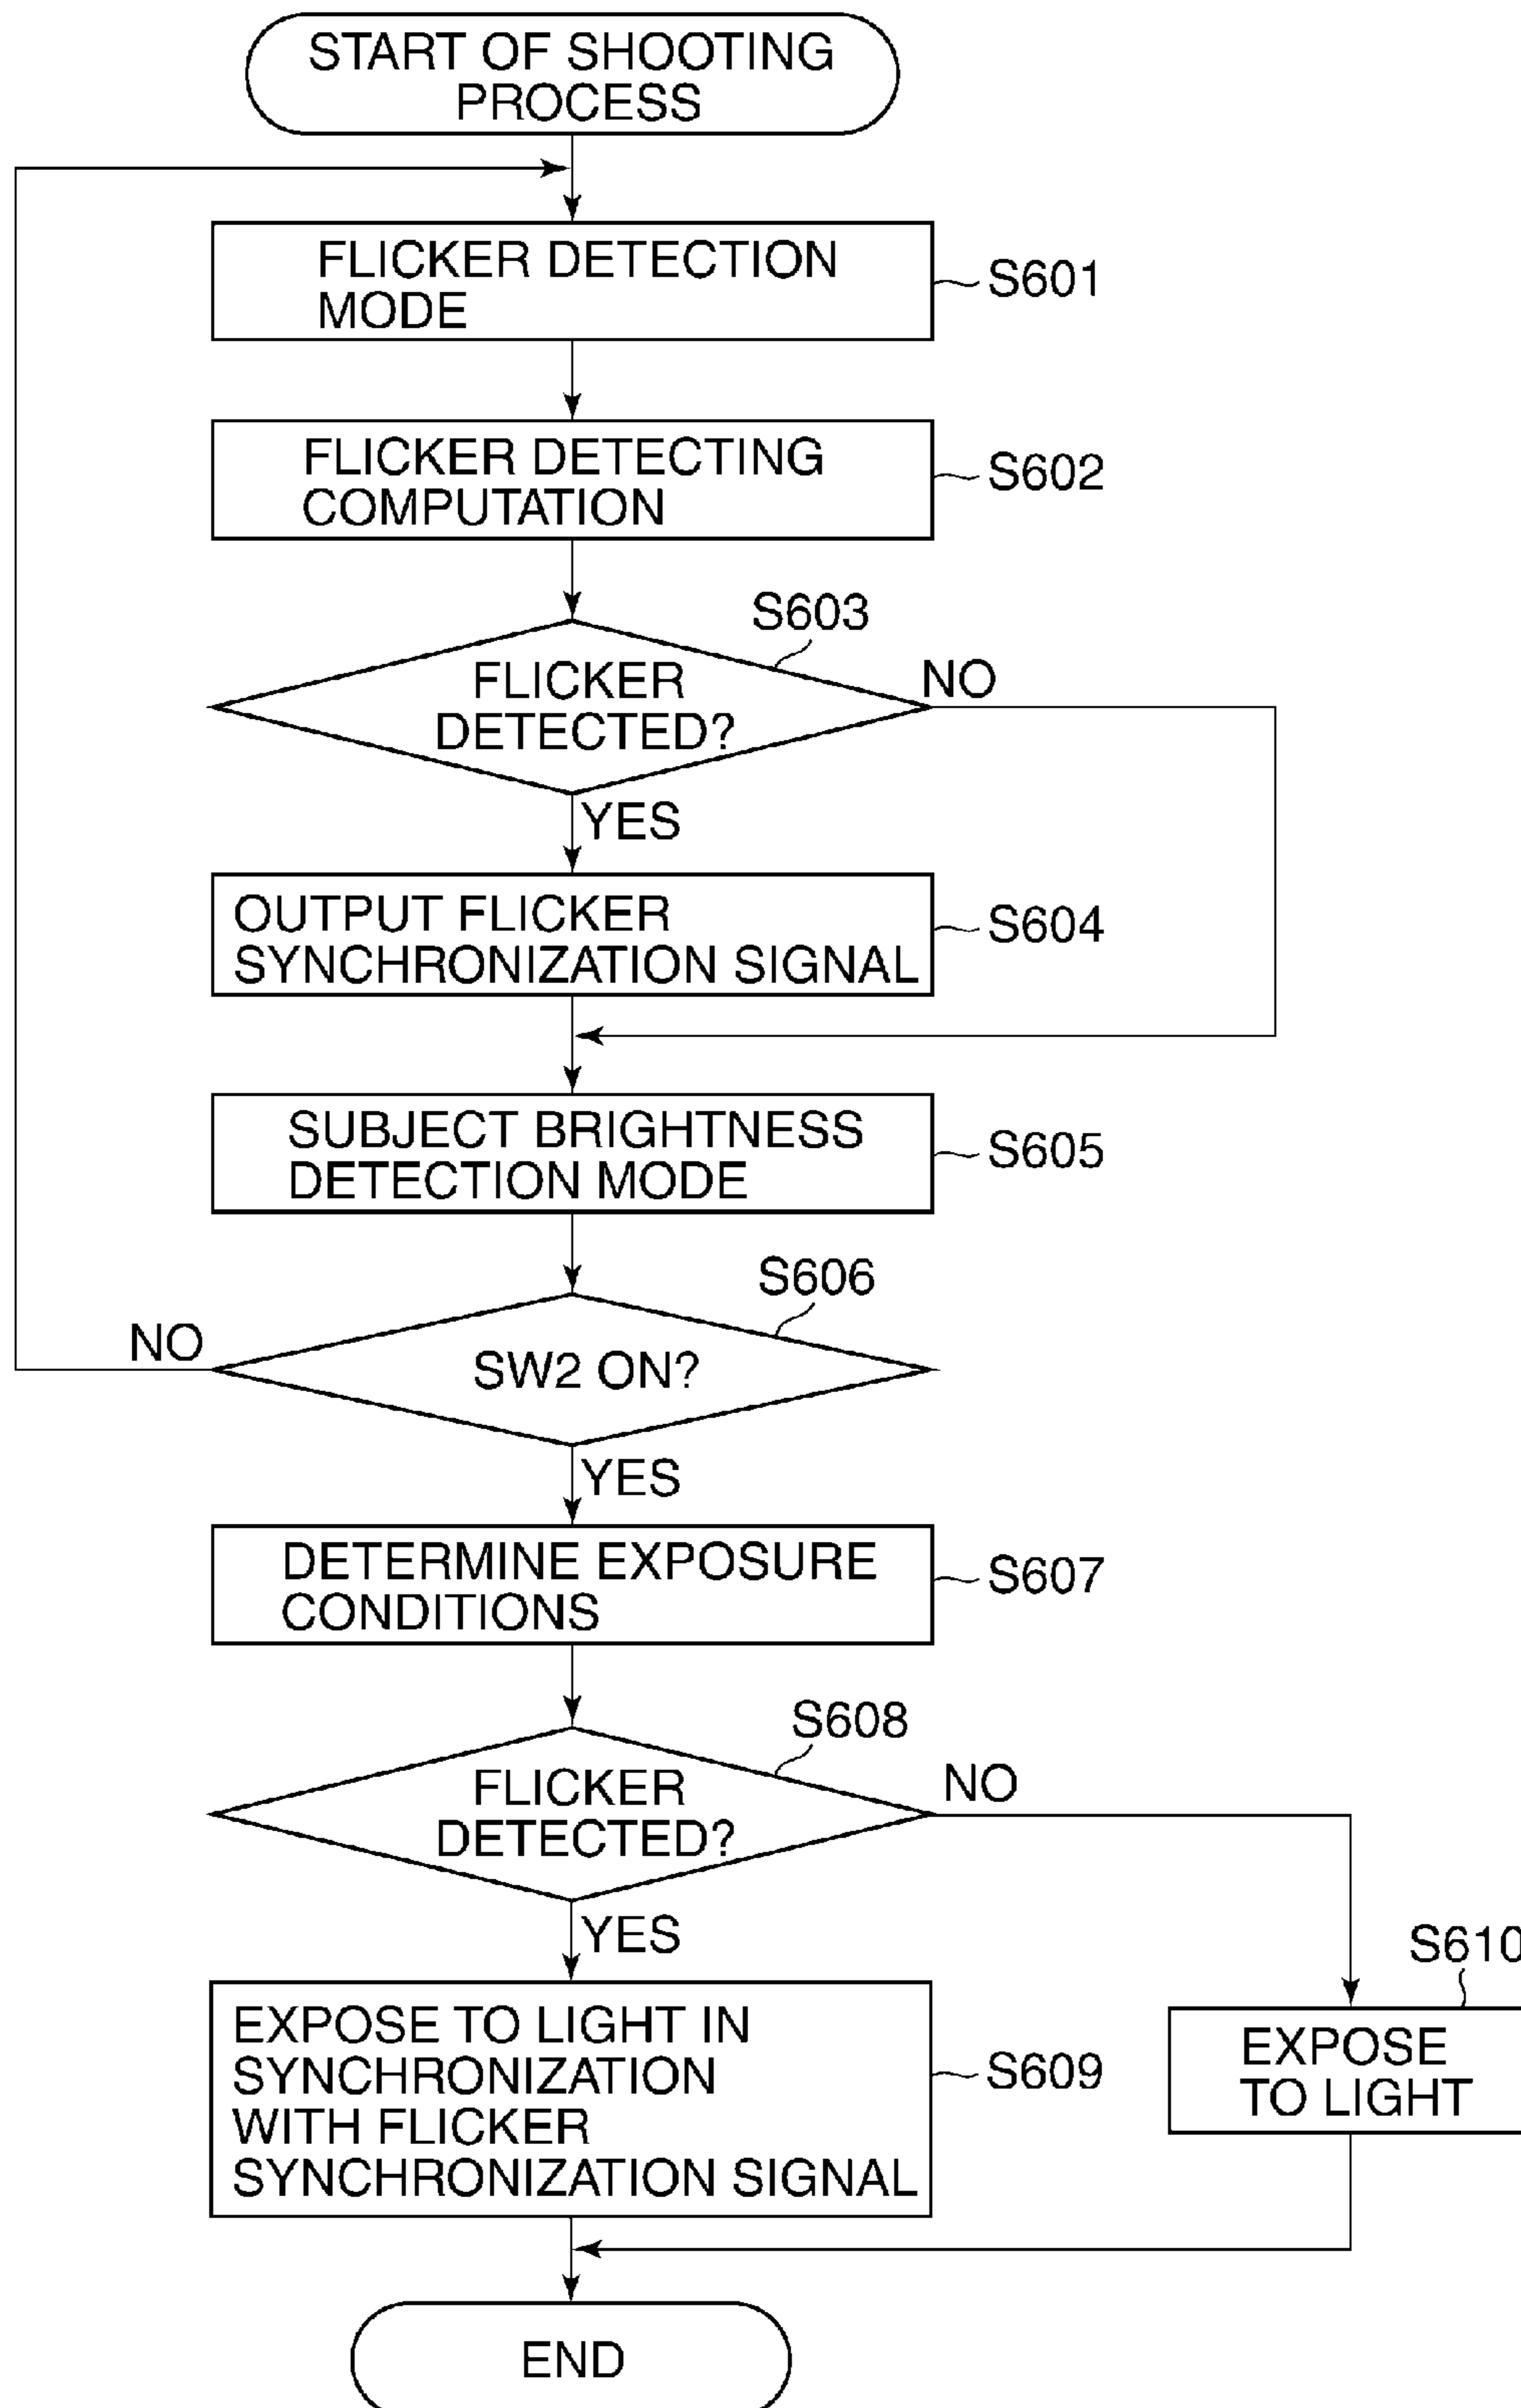 START OF SHOOTING
PROCESS
FLICKER DETECTION
MODE
S601
FLICKER DETECTING
COMPUTATION
S602
S603
FLICKER
DETECTED?
NO
YES
OUTPUT FLICKER
SYNCHRONIZATION SIGNAL
S604
SUBJECT BRIGHTNESS
DETECTION MODE
S605
S606
NO
SW2 ON?
YES
DETERMINE EXPOSURE
CONDITIONS
S607
S608
FLICKER
DETECTED?
NO
YES
S610
EXPOSE TO LIGHT IN
SYNCHRONIZATION
WITH FLICKER
SYNCHRONIZATION SIGNAL
S609
EXPOSE
TO LIGHT
END